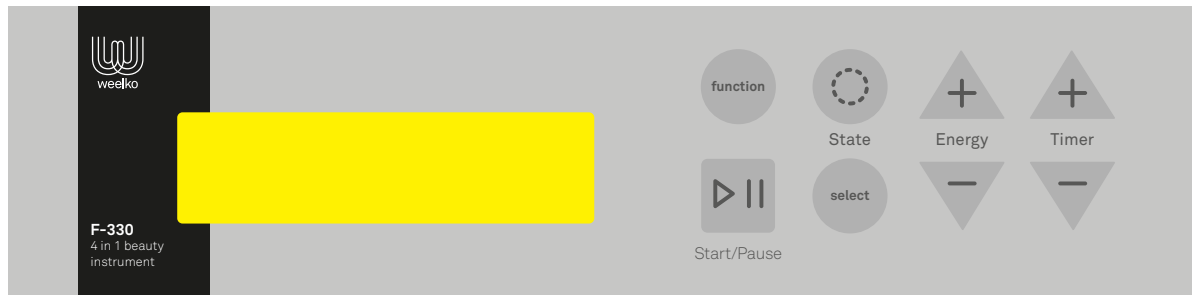 weelko
F-330
4 in 1 beauty
instrument
function
State
Energy
Timer
select
Start/Pause